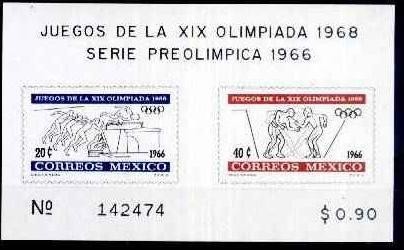 JUEGOS DE LA XIX OLIMPIADA 1968
SERIE PREOLIMPICA 1966
JUEGOS DE LA XIX OLIMPIADA 1968
20 ¢ 1966
CORREOS MEXICO
JUEGOS DE LA XIX OLIMPIADA 1968
40 ¢ 1966
CORREOS MEXICO
Nº 142474 $0.90